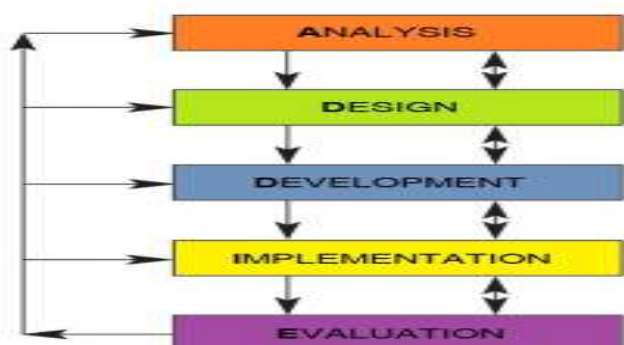 ANALYSIS
DESIGN
DEVELOPMENT
IMPLEMENTATION
EVALUATION